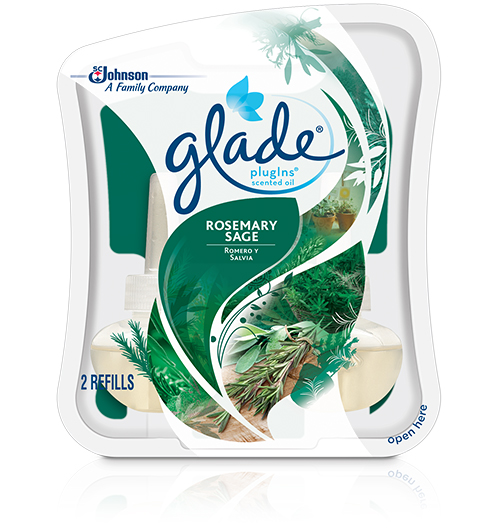 SC Johnson
A Family Company
glade®
plugIns®
scented oil
ROSEMARY
SAGE
ROMERO Y
SALVIA
2 REFILLS
open here